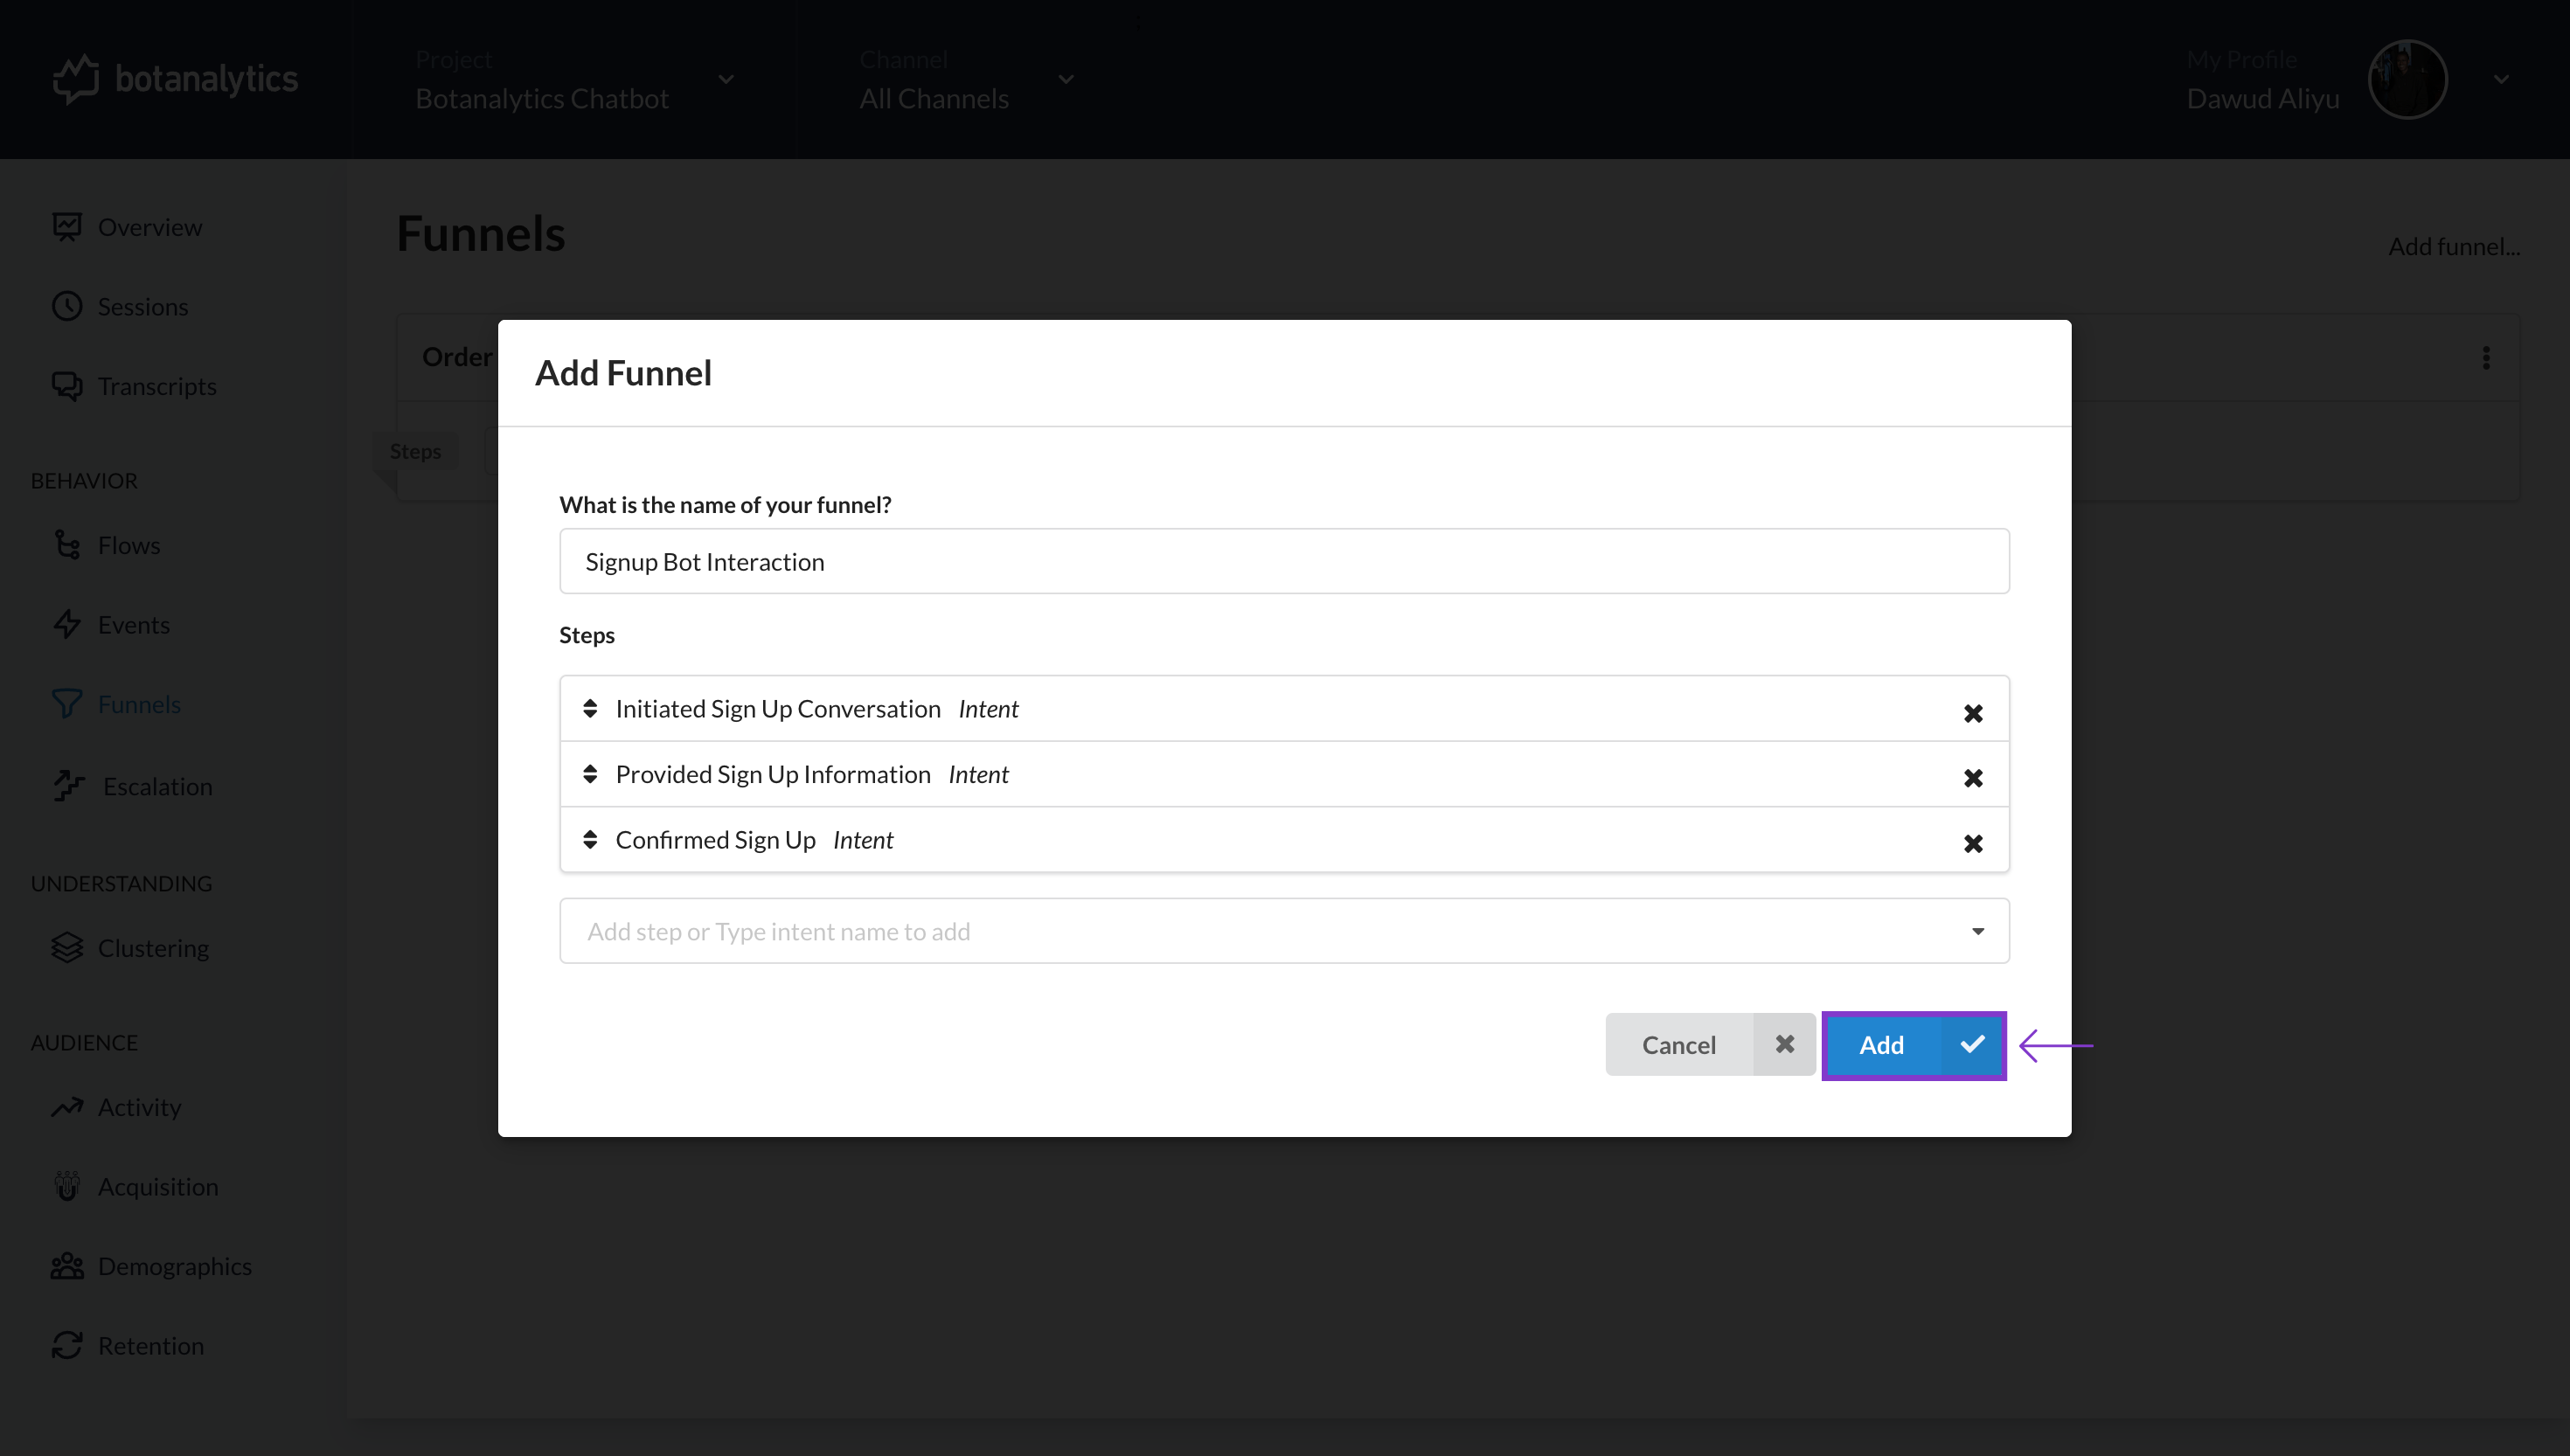 botanalytics
Project
Botanalytics Chatbot
Channel
All Channels
My Profile
Dawud Aliyu
Overview
Sessions
Transcripts
BEHAVIOR
Flows
Events
Funnels
Escalation
UNDERSTANDING
Clustering
AUDIENCE
Activity
Acquisition
Demographics
Retention
Funnels
Add funnel...
Order
Steps
Add Funnel
What is the name of your funnel?
Signup Bot Interaction
Steps
Initiated Sign Up Conversation Intent
Provided Sign Up Information Intent
Confirmed Sign Up Intent
Add step or Type intent name to add
Cancel
Add